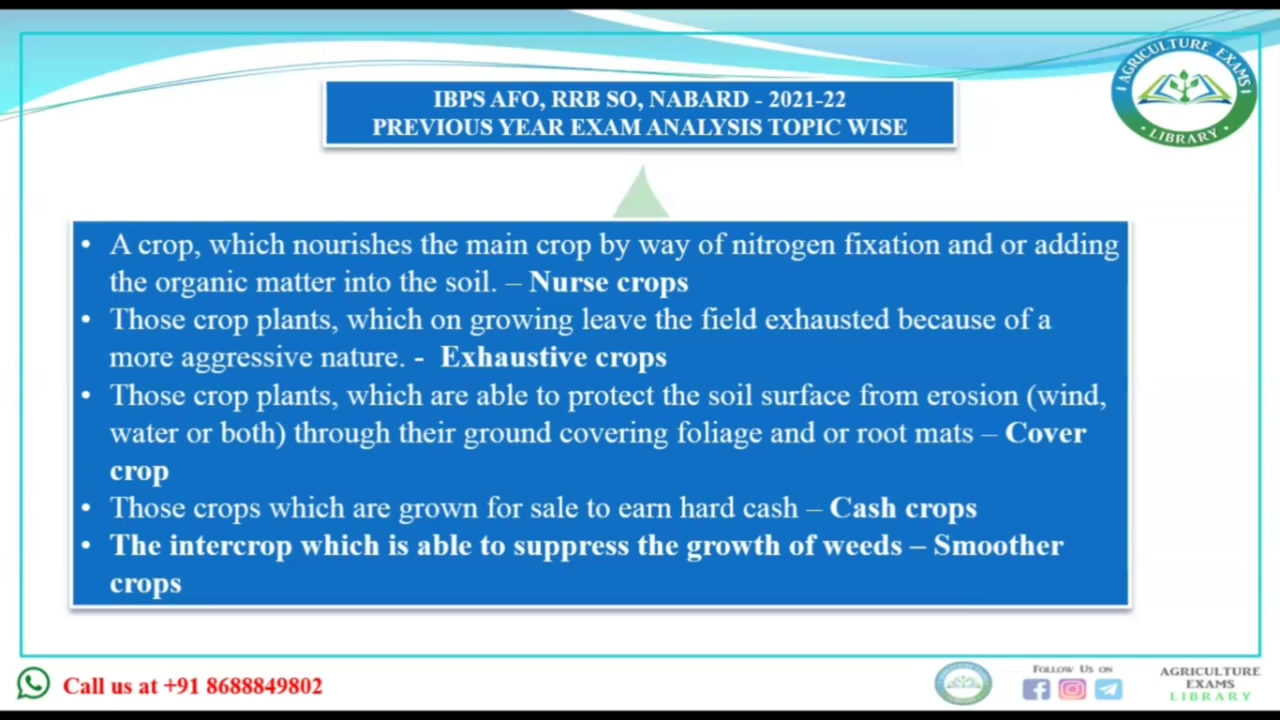 IBPS AFO, RRB SO, NABARD - 2021-22
PREVIOUS YEAR EXAM ANALYSIS TOPIC WISE
AGRICULTURE EXAMS
LIBRARY
• A crop, which nourishes the main crop by way of nitrogen fixation and or adding
the organic matter into the soil. – Nurse crops
• Those crop plants, which on growing leave the field exhausted because of a
more aggressive nature. - Exhaustive crops
• Those crop plants, which are able to protect the soil surface from erosion (wind,
water or both) through their ground covering foliage and or root mats – Cover
crop
• Those crops which are grown for sale to earn hard cash – Cash crops
• The intercrop which is able to suppress the growth of weeds – Smoother
crops
Call us at +91 8688849802
FOLLOW US ON
AGRICULTURE
EXAMS
LIBRARY